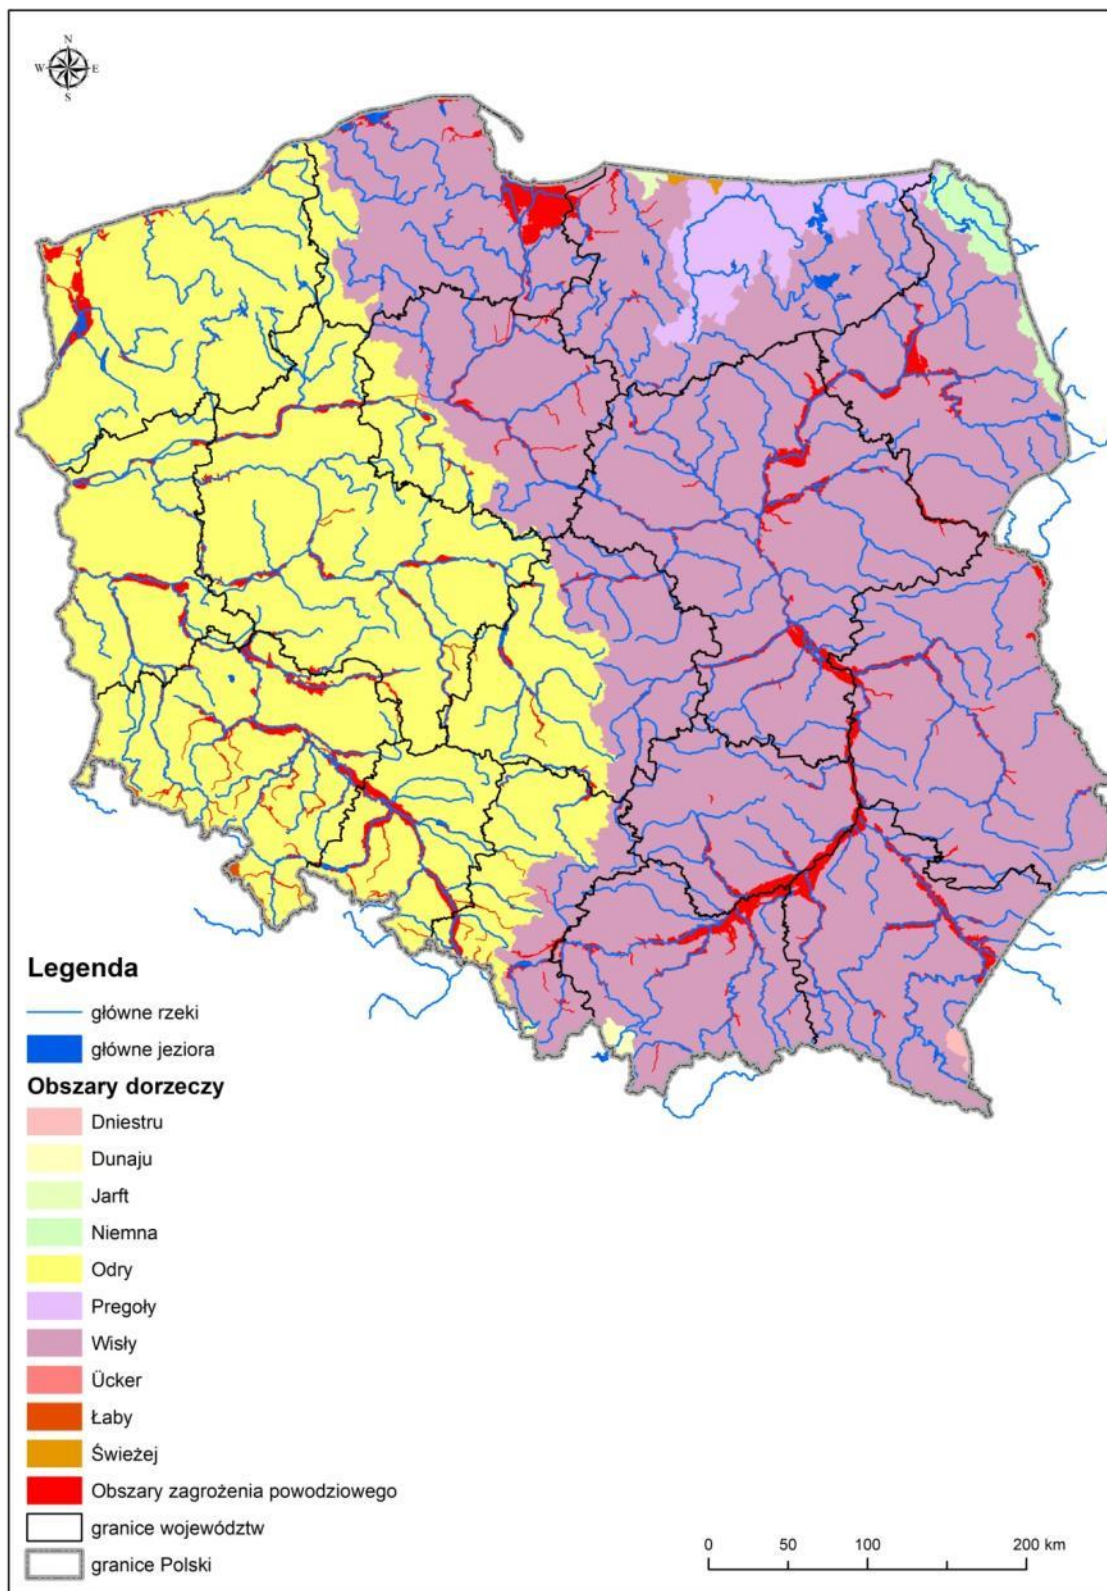 N
W E
S
Legenda
główne rzeki
główne jeziora
Obszary dorzeczy
Dniestru
Dunaju
Jarft
Niemna
Odry
Pregoły
Wisły
Ücker
Łaby
Świeżej
Obszary zagrożenia powodziowego
granice województw
granice Polski
0 50 100 200 km